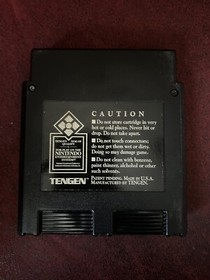 CAUTION
Do not store cartridge in very
hot or cold places. Never hit or
drop. Do not take apart.
Do not touch connectors;
do not get them wet or dirty.
Doing so may damage game.
Do not clean with benzene,
paint thinner, alcohol or other
such solvents.
PATENT PENDING. MADE IN U.S.A.
TENGEN MANUFACTURED BY TENGEN.
NINTENDO
ENTERTAINMENT
SYSTEM